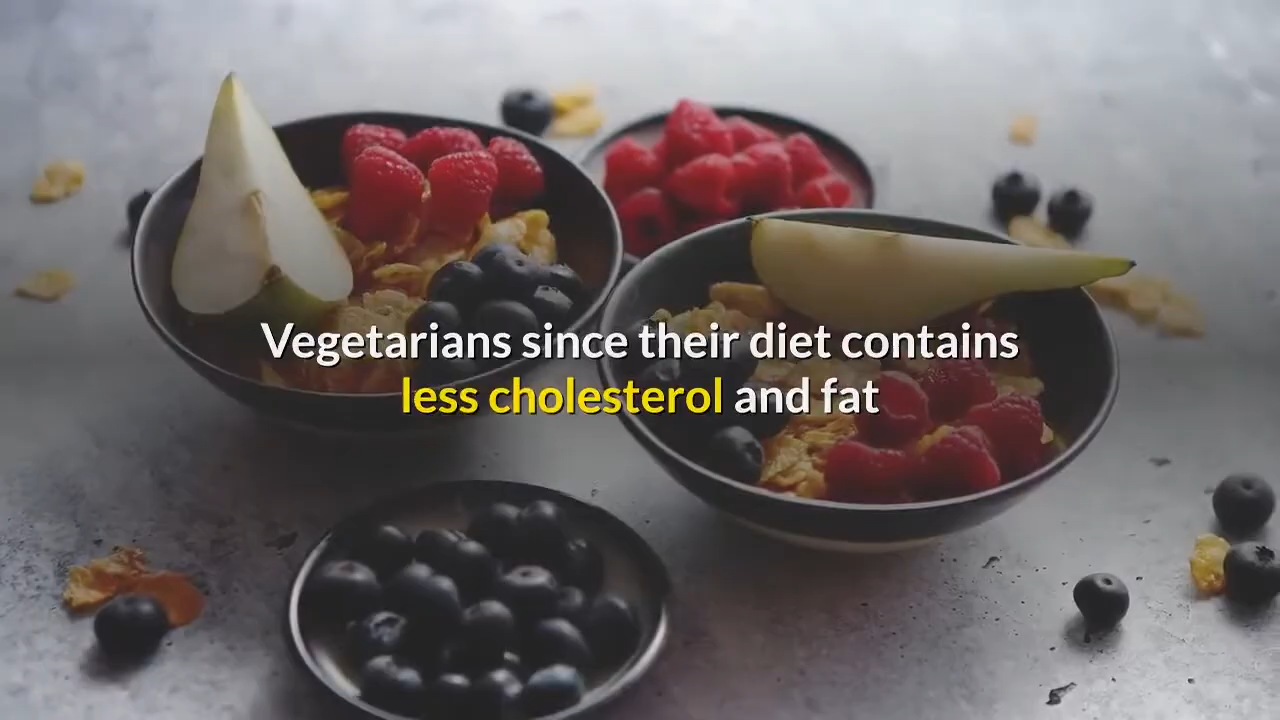 Vegetarians since their diet contains
less cholesterol and fat